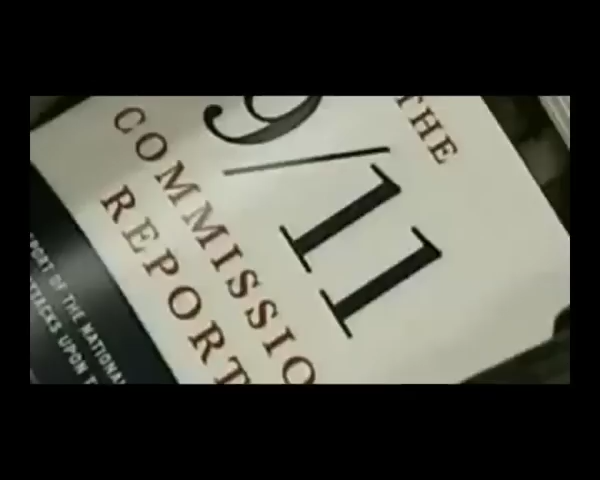 THE
9/11
COMMISSIO
REPORT
PORT OF THE NATIONA
TTACKS UPON T